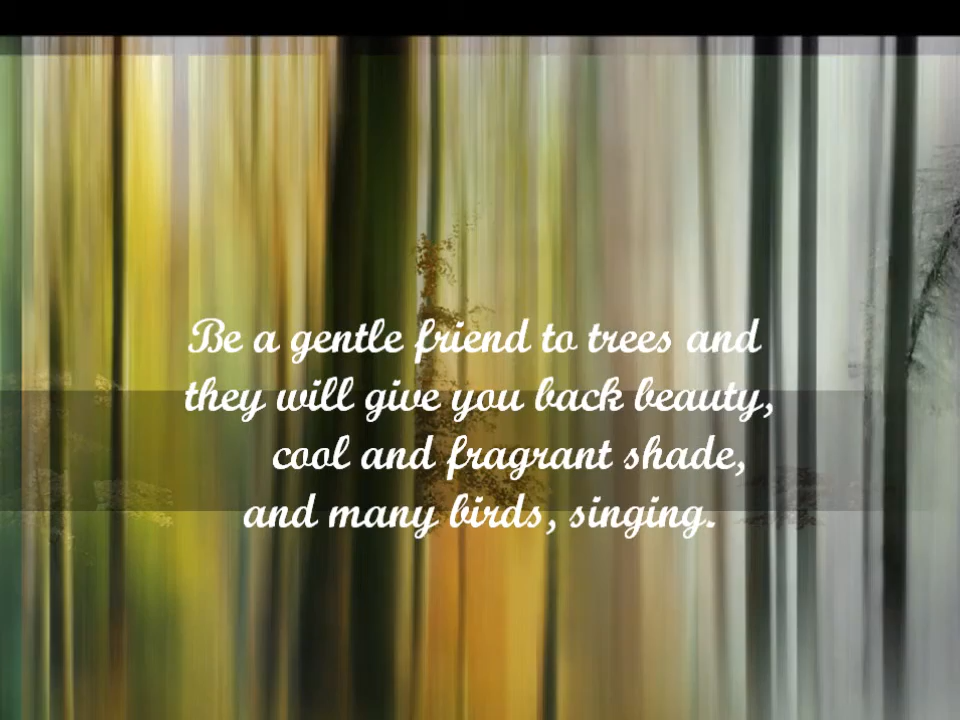 Be a gentle friend to trees and
they will give you back beauty,
cool and fragrant shade,
and many birds, singing.